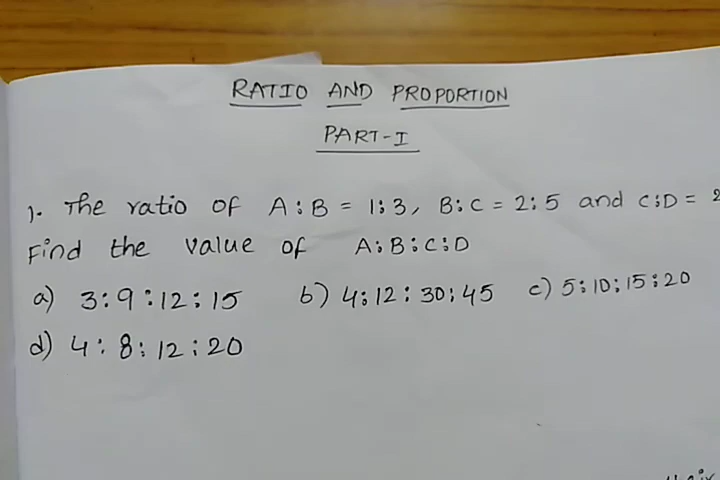 RATIO AND PROPORTION
PART-I
1. The ratio of A:B = 1:3, B:C = 2:5 and C:D = 2
Find the value of A:B:C:D
a) 3:9:12:15 b) 4:12:30:45 c) 5:10:15:20
d) 4:8:12:20